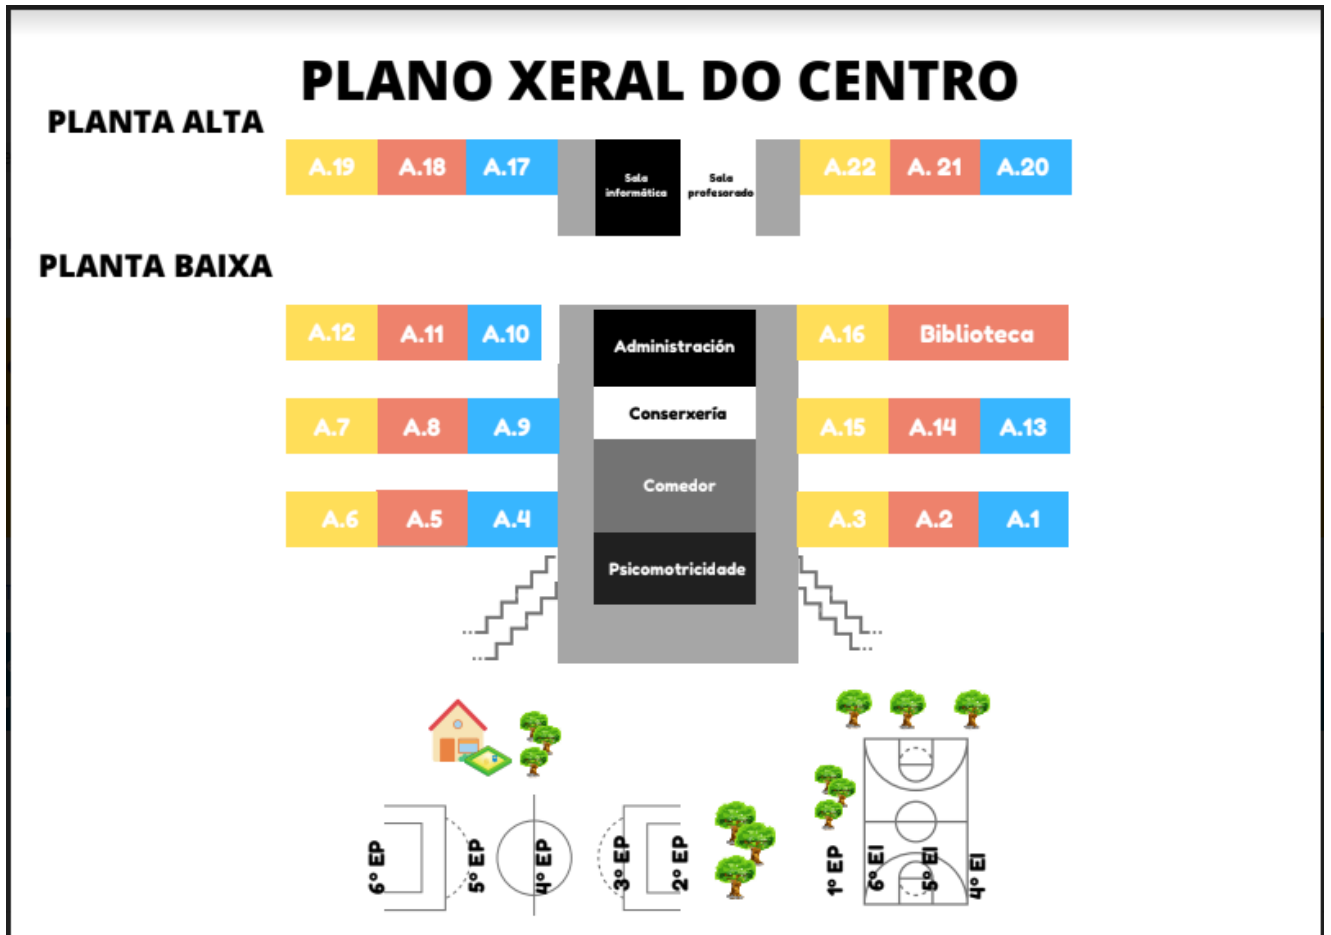 PLANO XERAL DO CENTRO
PLANTA ALTA
A.19 A.18 A.17 Sala informática Sala profesorado A.22 A. 21 A.20
PLANTA BAIXA
A.12 A.11 A.10 Administración A.16 Biblioteca
A.7 A.8 A.9 Conserxería A.15 A.14 A.13
Comedor
A.6 A.5 A.4 A.3 A.2 A.1
Psicomotricidade
6º EP 5º EP 4º EP 3º EP 2º EP 1º EP 6º EI 5º EI 4º EI